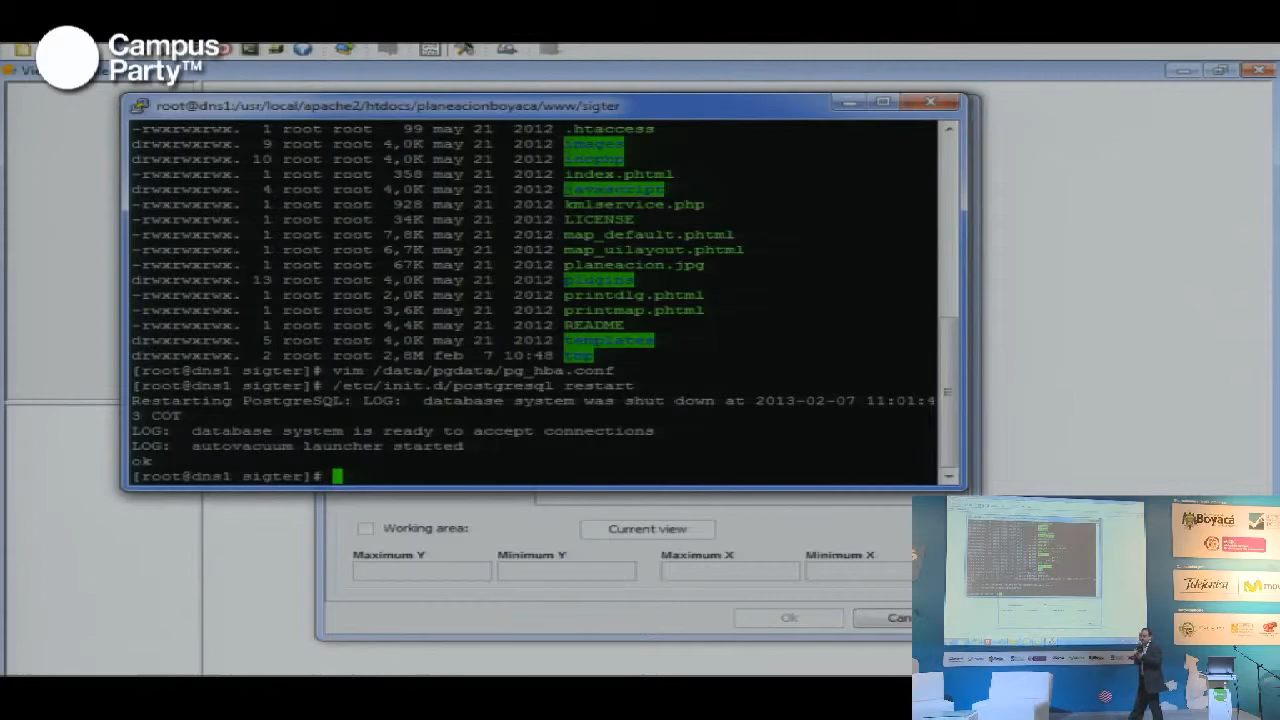 Campus
Party™
root@dns1:/usr/local/apache2/htdocs/planeacionboyaca/www/sigter
-rwxrwxrwx. 1 root root 99 may 21 2012 .htaccess
drwxrwxrwx. 9 root root 4,0K may 21 2012 images
drwxrwxrwx. 10 root root 4,0K may 21 2012 incphp
-rwxrwxrwx. 1 root root 358 may 21 2012 index.phtml
drwxrwxrwx. 4 root root 4,0K may 21 2012 javascript
-rwxrwxrwx. 1 root root 928 may 21 2012 kmlservice.php
-rwxrwxrwx. 1 root root 34K may 21 2012 LICENSE
-rwxrwxrwx. 1 root root 7,8K may 21 2012 map_default.phtml
-rwxrwxrwx. 1 root root 6,7K may 21 2012 map_uilayout.phtml
-rwxrwxrwx. 1 root root 67K may 21 2012 planeacion.jpg
drwxrwxrwx. 13 root root 4,0K may 21 2012 plugins
-rwxrwxrwx. 1 root root 2,0K may 21 2012 printdlg.phtml
-rwxrwxrwx. 1 root root 3,6K may 21 2012 printmap.phtml
-rwxrwxrwx. 1 root root 4,4K may 21 2012 README
drwxrwxrwx. 5 root root 4,0K may 21 2012 templates
drwxrwxrwx. 2 root root 2,8M feb 7 10:48 tmp
[root@dns1 sigter]# vim /data/pgdata/pg_hba.conf
[root@dns1 sigter]# /etc/init.d/postgresql restart
Restarting PostgreSQL: LOG: database system was shut down at 2013-02-07 11:01:4
3 COT
LOG: database system is ready to accept connections
LOG: autovacuum launcher started
ok
[root@dns1 sigter]#
Working area: Current view
Maximum Y Minimum Y Maximum X Minimum X
Ok Can
Boyacá
Telefónica